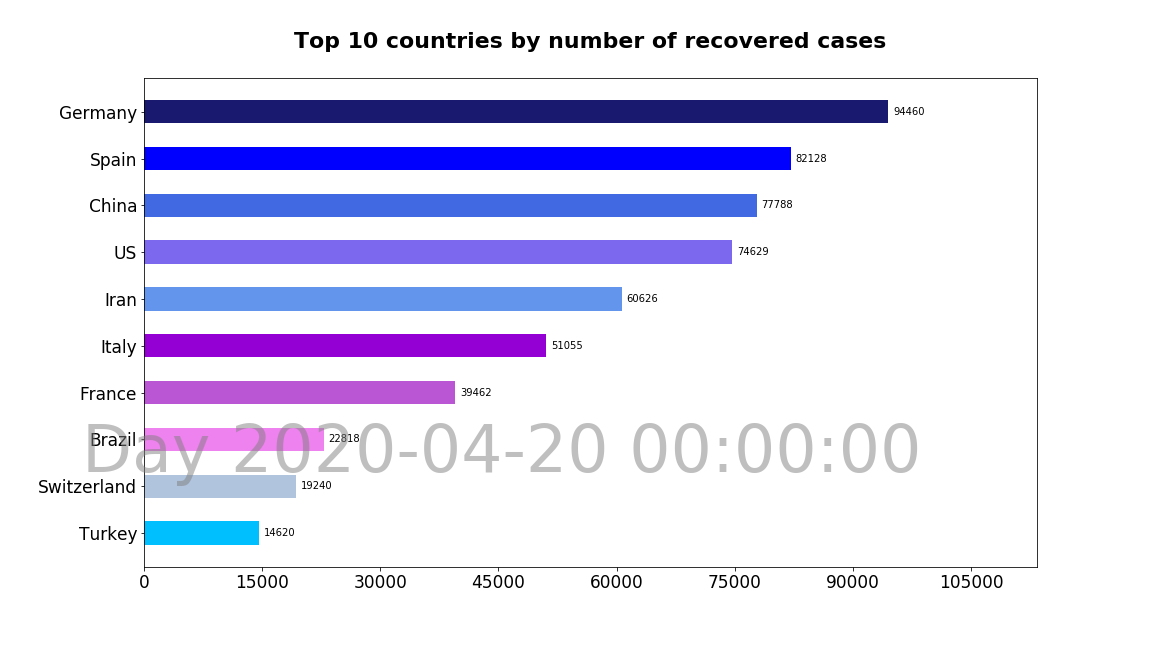 Top 10 countries by number of recovered cases
Germany 94460
Spain 82128
China 77788
US 74629
Iran 60626
Italy 51055
France 39462
Brazil 22818
Day 2020-04-20 00:00:00
Switzerland 19240
Turkey 14620
0 15000 30000 45000 60000 75000 90000 105000